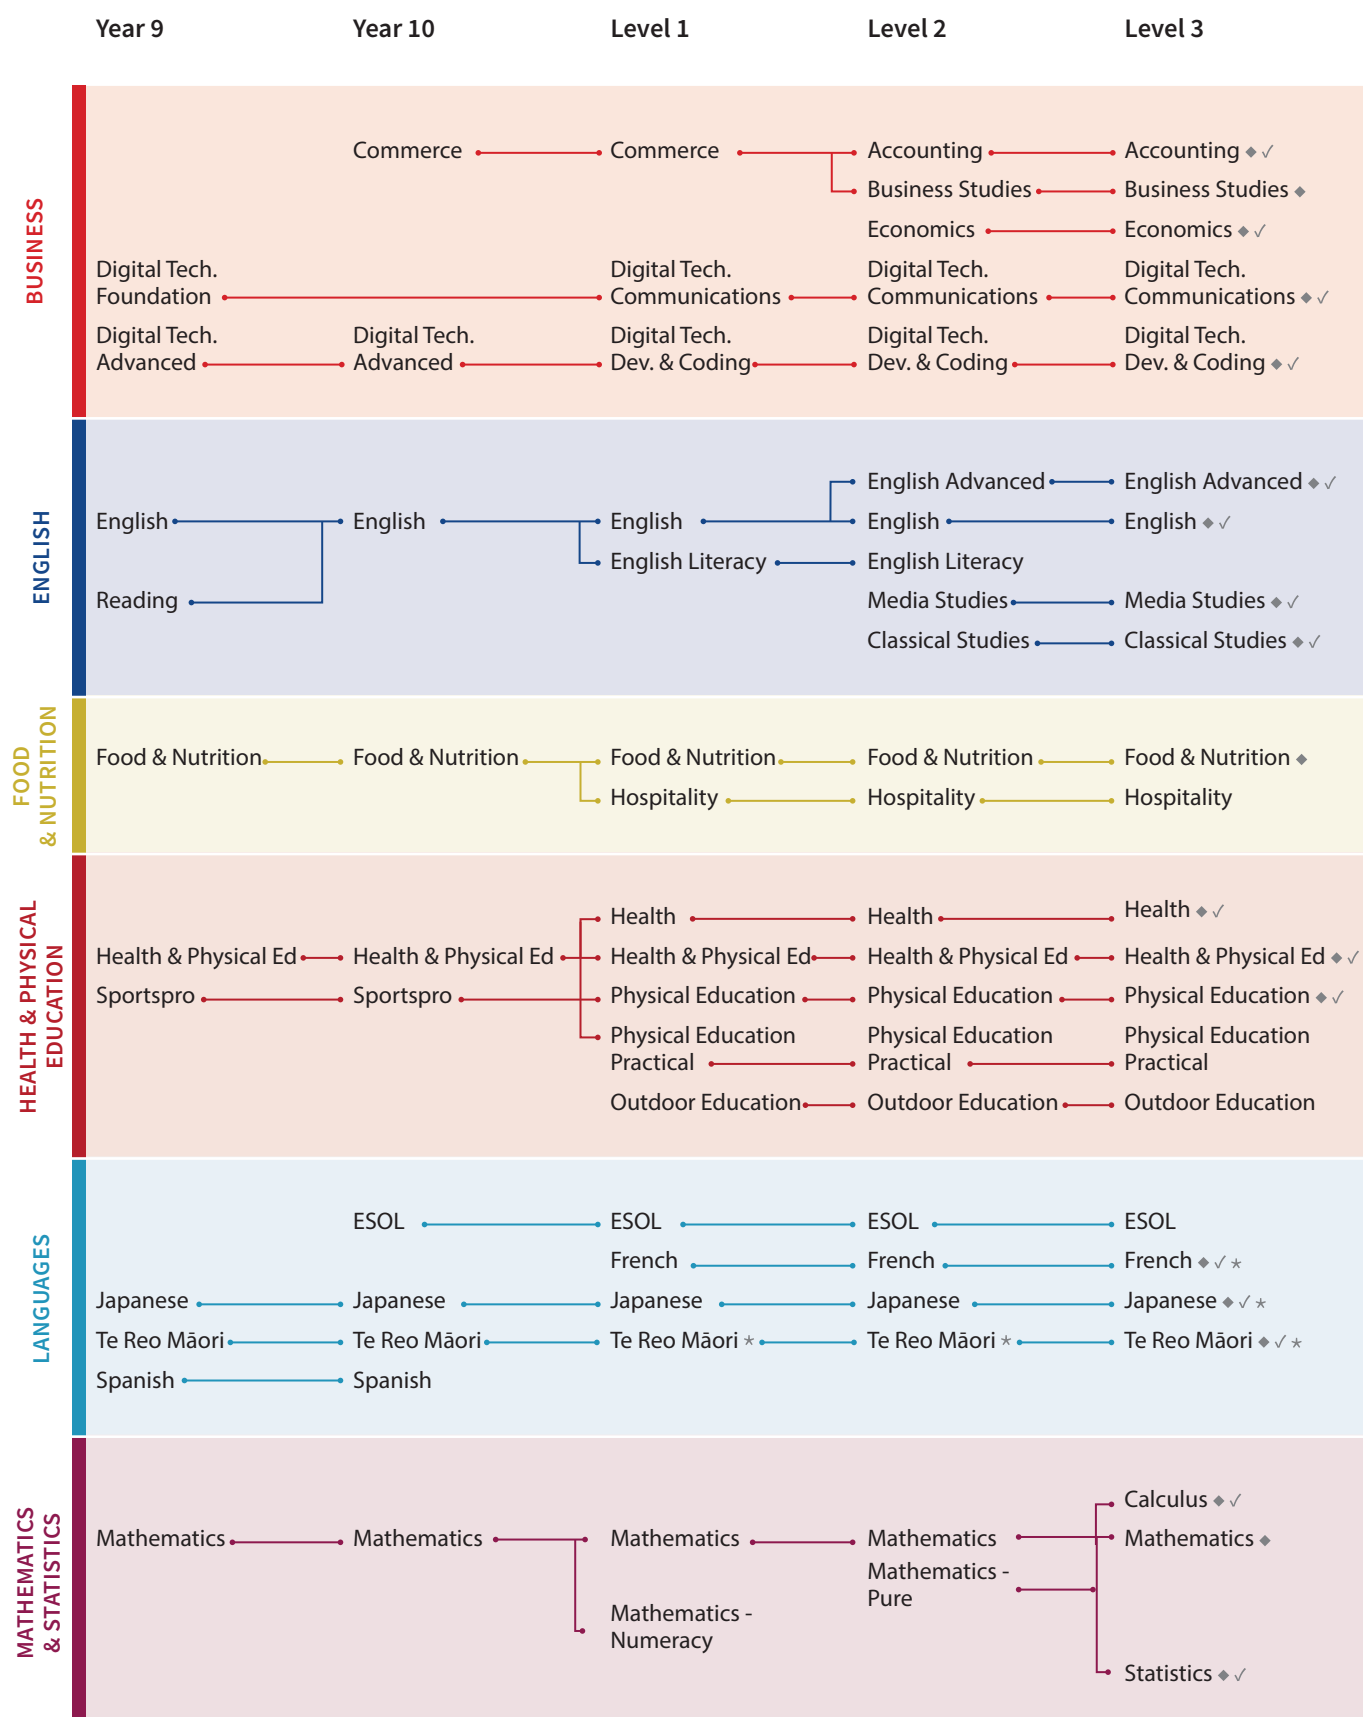 Year 9 Year 10 Level 1 Level 2 Level 3
BUSINESS
Commerce Commerce Accounting Accounting ◆ ✓
Business Studies Business Studies ◆
Economics Economics ◆ ✓
Digital Tech. Digital Tech. Digital Tech. Digital Tech.
Foundation Communications Communications Communications ◆ ✓
Digital Tech. Digital Tech. Digital Tech. Digital Tech. Digital Tech.
Advanced Advanced Dev. & Coding Dev. & Coding Dev. & Coding ◆ ✓
ENGLISH
English Advanced English Advanced ◆ ✓
English English English English English ◆ ✓
English Literacy English Literacy
Reading Media Studies Media Studies ◆ ✓
Classical Studies Classical Studies ◆ ✓
FOOD
& NUTRITION
Food & Nutrition Food & Nutrition Food & Nutrition Food & Nutrition Food & Nutrition ◆
Hospitality Hospitality Hospitality
HEALTH & PHYSICAL
EDUCATION
Health Health Health ◆ ✓
Health & Physical Ed Health & Physical Ed Health & Physical Ed Health & Physical Ed Health & Physical Ed ◆ ✓
Sportspro Sportspro Physical Education Physical Education Physical Education ◆ ✓
Physical Education Physical Education Physical Education
Practical Practical Practical
Outdoor Education Outdoor Education Outdoor Education
LANGUAGES
ESOL ESOL ESOL ESOL
French French French ◆ ✓ *
Japanese Japanese Japanese Japanese Japanese ◆ ✓ *
Te Reo Māori Te Reo Māori Te Reo Māori * Te Reo Māori * Te Reo Māori ◆ ✓ *
Spanish Spanish
MATHEMATICS
& STATISTICS
Calculus ◆ ✓
Mathematics Mathematics Mathematics Mathematics Mathematics ◆
Mathematics -
Pure
Mathematics -
Numeracy
Statistics ◆ ✓